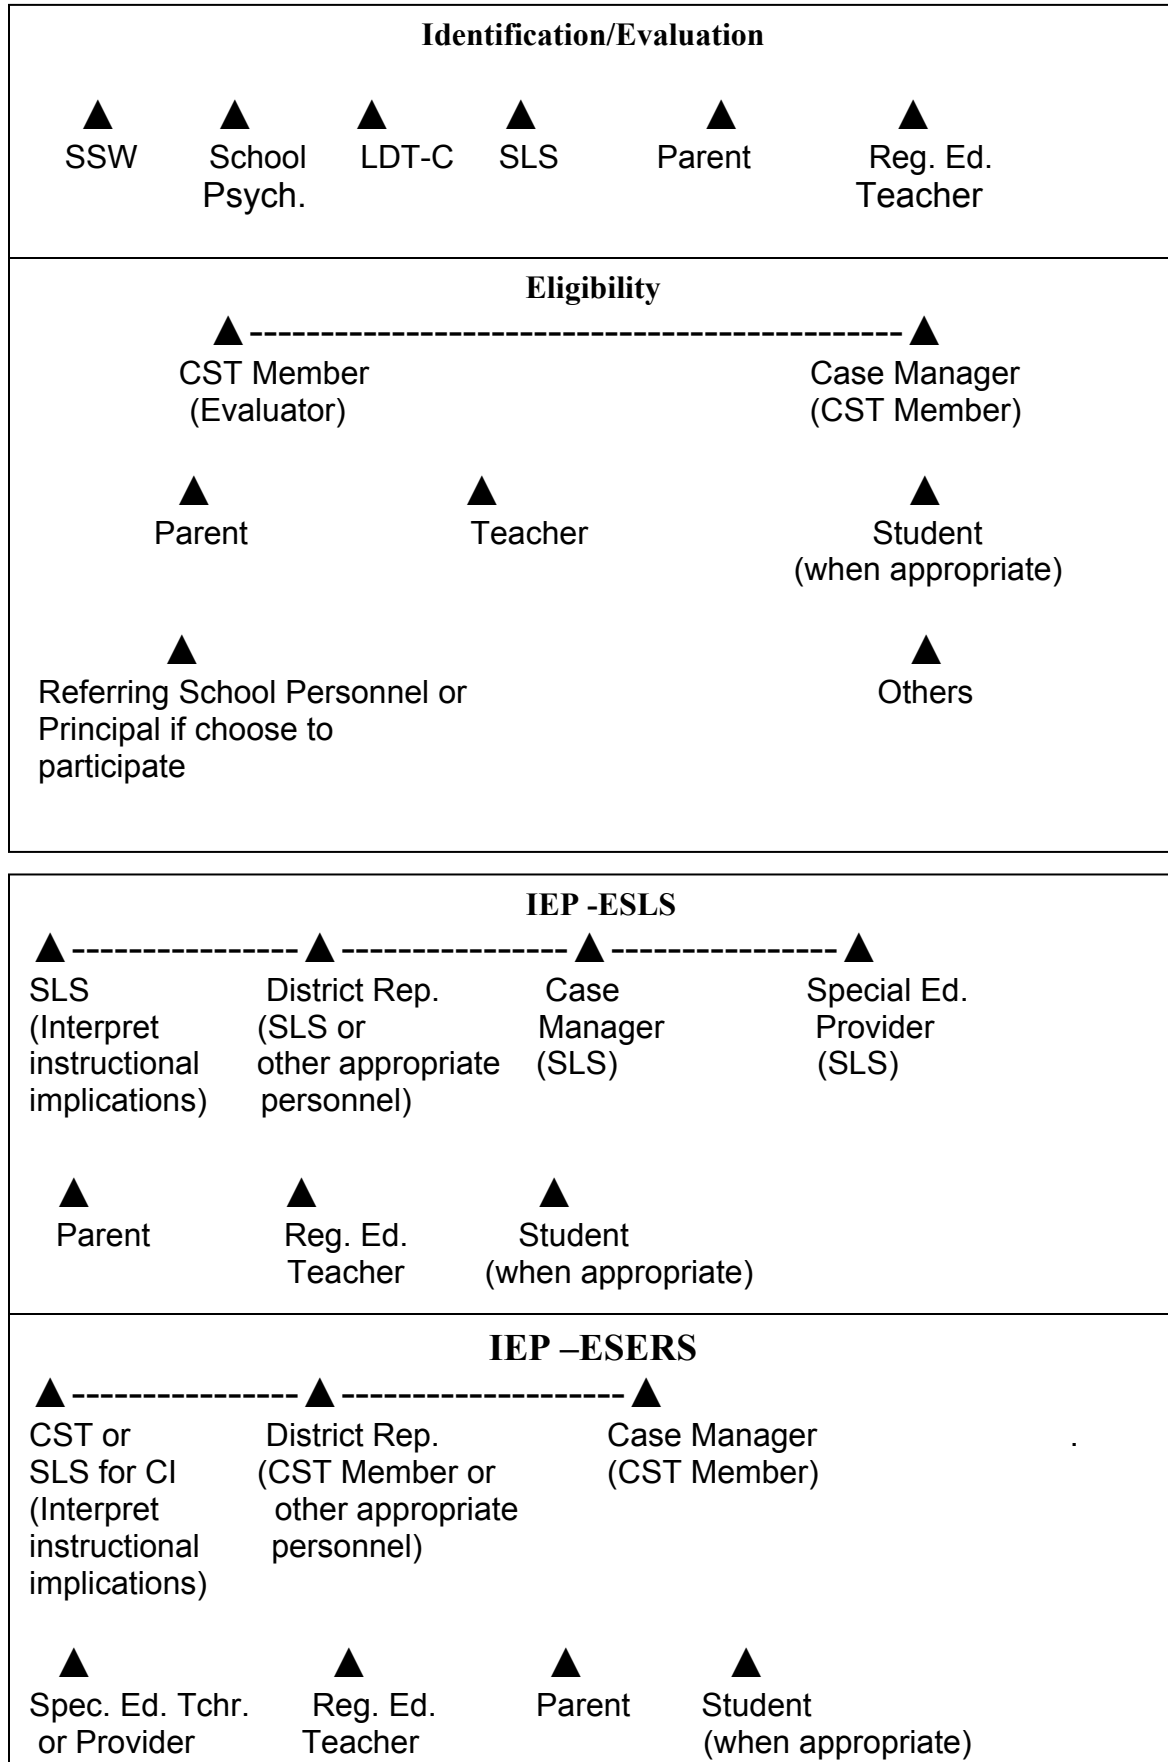 Identification/Evaluation
▲ ▲ ▲ ▲ ▲ ▲
SSW School LDT-C SLS Parent Reg. Ed.
Psych. Teacher
Eligibility
▲----------------------------------------------▲
CST Member Case Manager
(Evaluator) (CST Member)
▲ ▲ ▲
Parent Teacher Student
(when appropriate)
▲ ▲
Referring School Personnel or Others
Principal if choose to
participate
IEP -ESLS
▲----------------▲----------------▲----------------▲
SLS District Rep. Case Special Ed.
(Interpret (SLS or Manager Provider
instructional other appropriate (SLS) (SLS)
implications) personnel)
▲ ▲ ▲
Parent Reg. Ed. Student
Teacher (when appropriate)
IEP –ESERS
▲----------------▲--------------------▲
CST or District Rep. Case Manager .
SLS for CI (CST Member or (CST Member)
(Interpret other appropriate
instructional personnel)
implications)
▲ ▲ ▲ ▲
Spec. Ed. Tchr. Reg. Ed. Parent Student
or Provider Teacher (when appropriate)